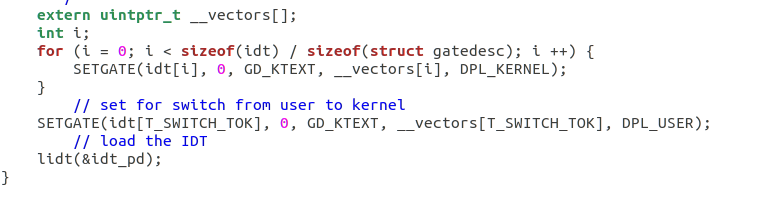 extern uintptr_t __vectors[];
int i;
for (i = 0; i < sizeof(idt) / sizeof(struct gatedesc); i ++) {
SETGATE(idt[i], 0, GD_KTEXT, __vectors[i], DPL_KERNEL);
}
// set for switch from user to kernel
SETGATE(idt[T_SWITCH_TOK], 0, GD_KTEXT, __vectors[T_SWITCH_TOK], DPL_USER);
// load the IDT
lidt(&idt_pd);
}